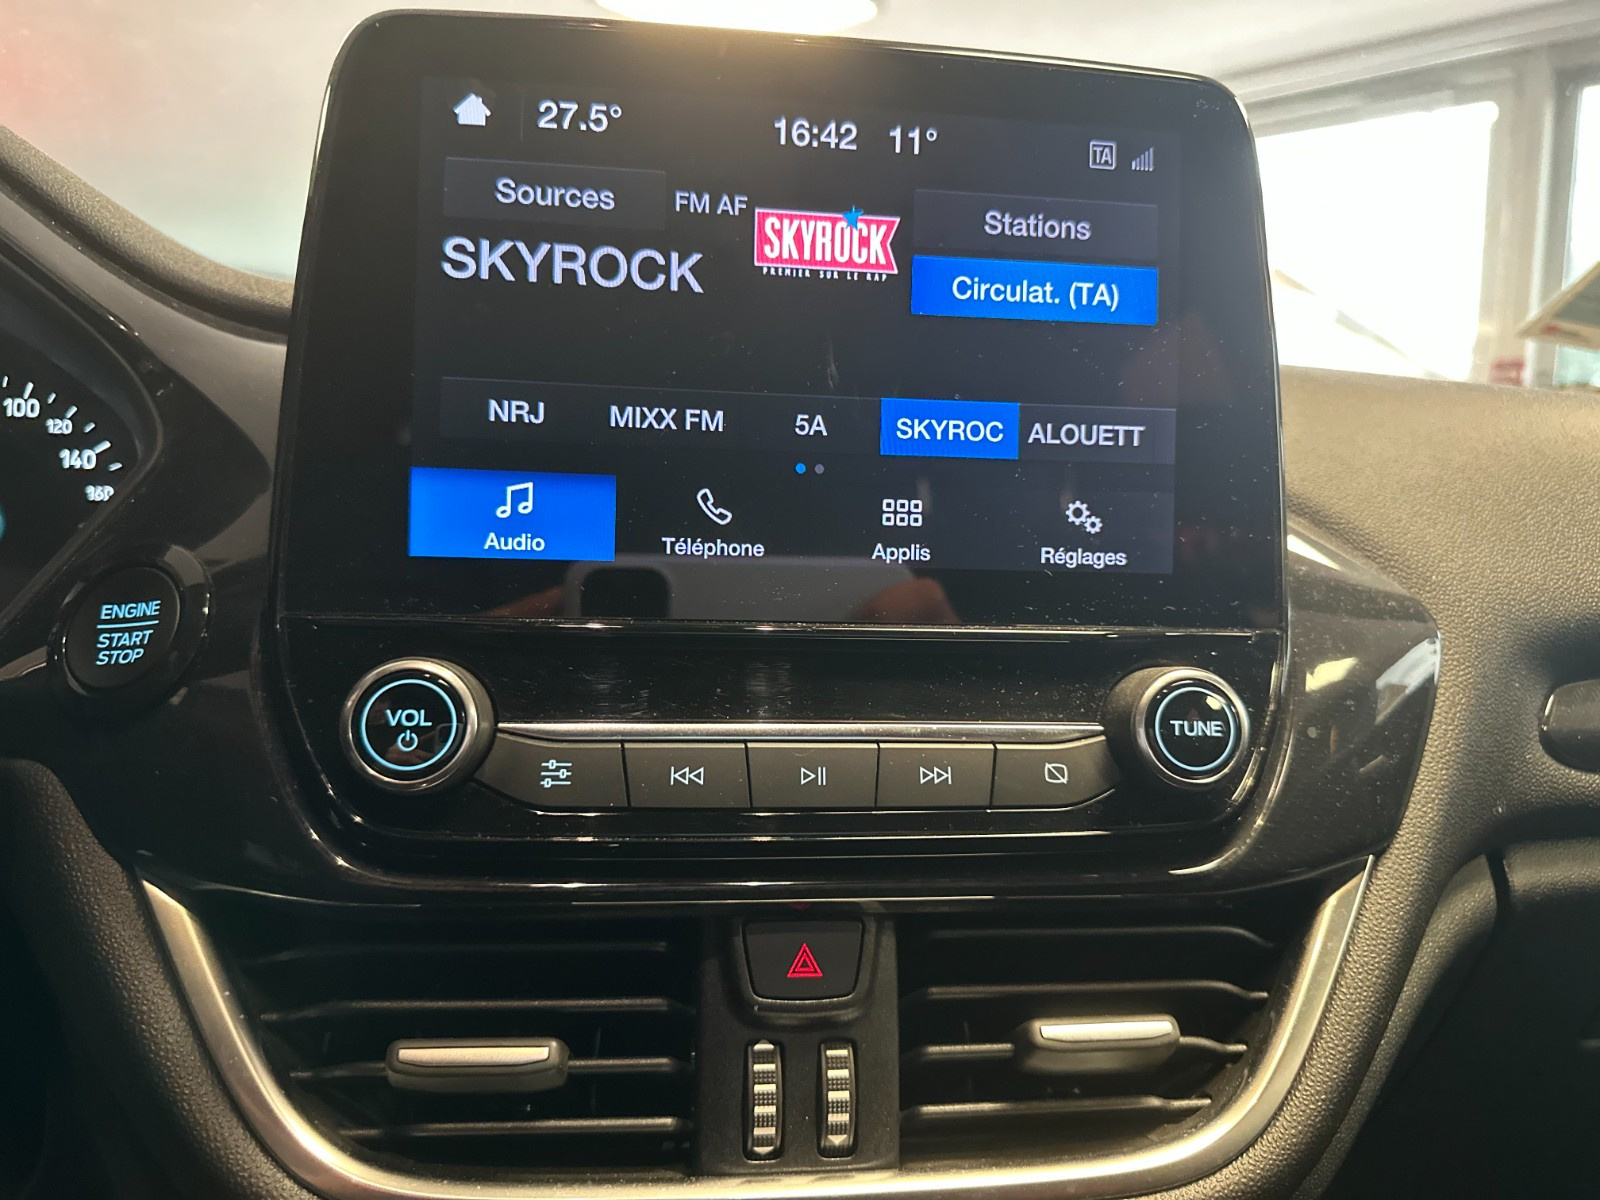 27.5°
16:42 11°
TA
Sources
FM AF
SKYROCK
PREMIER SUR LE RAP
Stations
SKYROCK
Circulat. (TA)
NRJ
MIXX FM
5A
SKYROC
ALOUETT
Audio
Téléphone
Applis
Réglages
100
120
140
160
ENGINE
START
STOP
VOL
TUNE